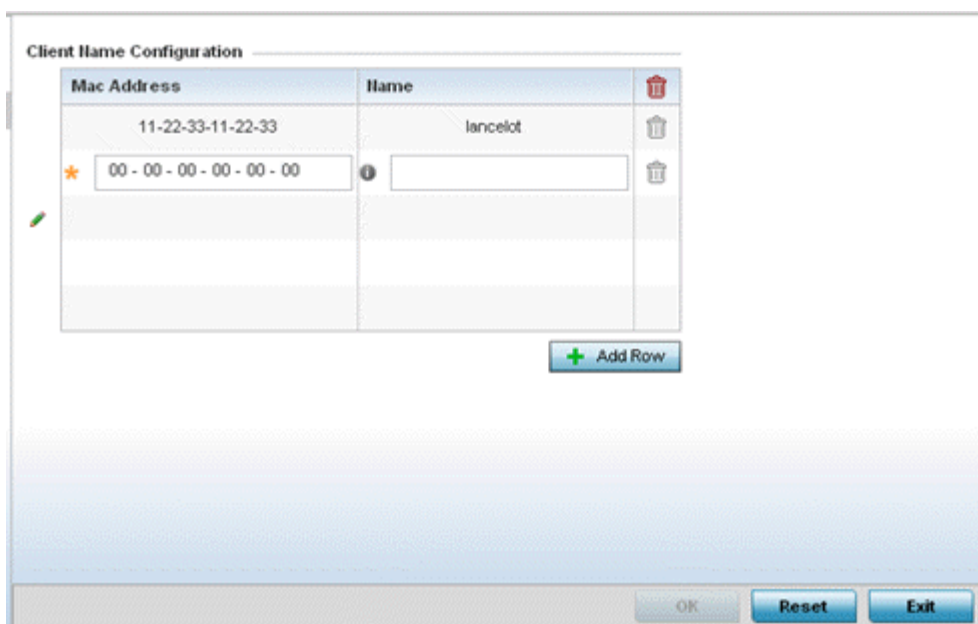 Client Name Configuration
Mac Address Name
11-22-33-11-22-33 lancelot
00 - 00 - 00 - 00 - 00 - 00
Add Row
OK Reset Exit